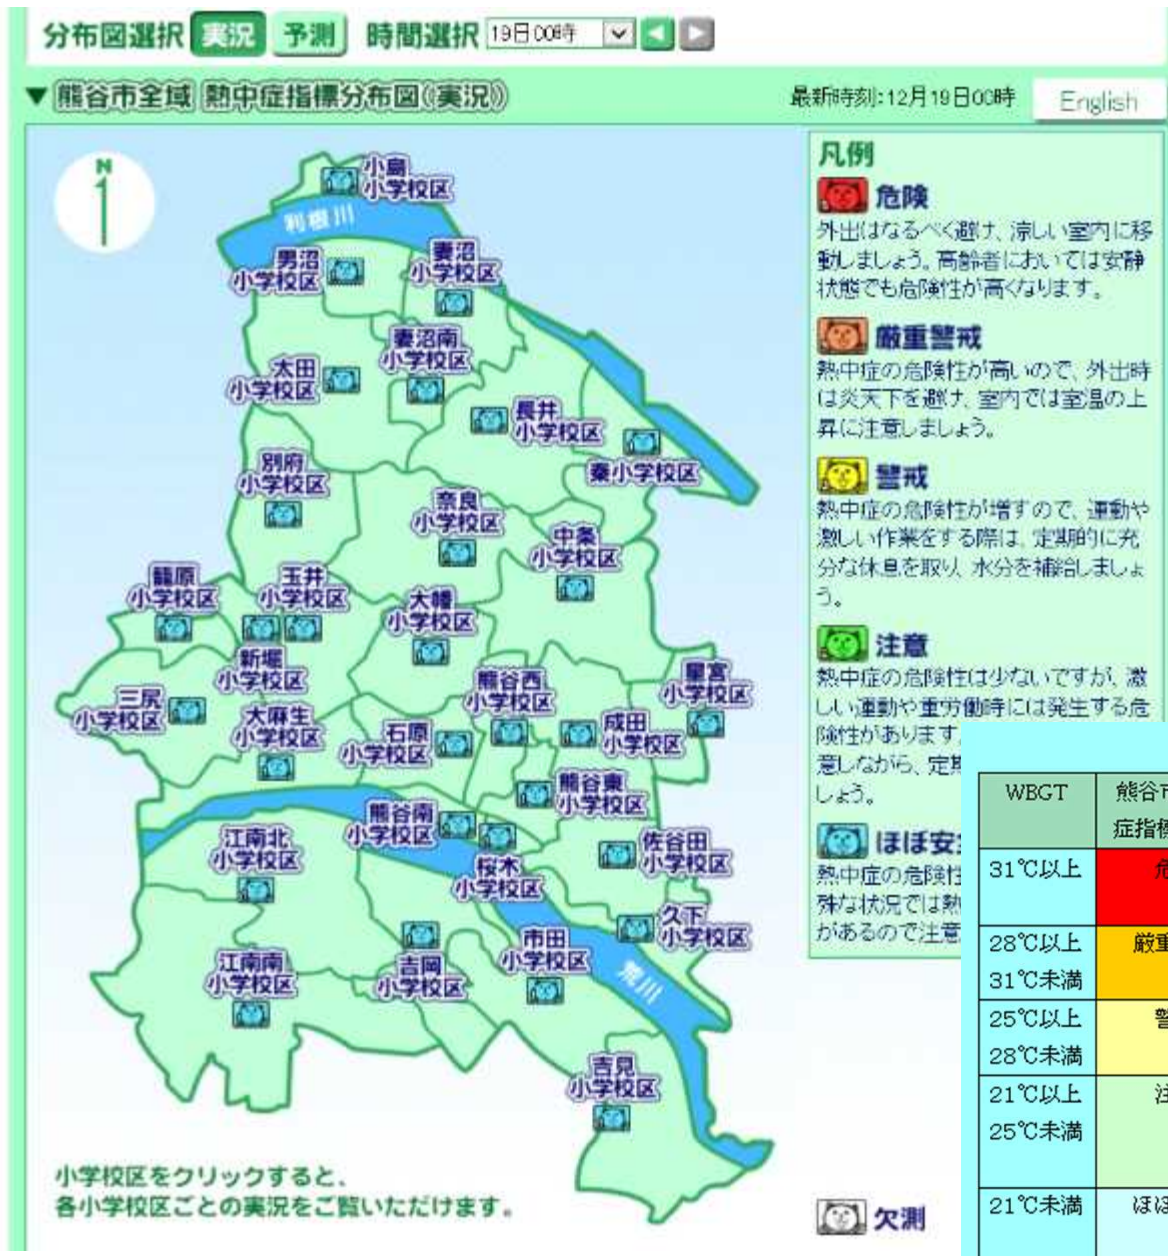 分布図選択 実況 予測 時間選択 19日00時
▼熊谷市全域 熱中症指標分布図((実況))
最新時刻:12月19日00時
English
N
小島
小学校区
利根川
男沼
小学校区
妻沼
小学校区
妻沼南
小学校区
太田
小学校区
長井
小学校区
秦小学校区
別府
小学校区
奈良
小学校区
中条
小学校区
籠原
小学校区
玉井
小学校区
大幡
小学校区
新堀
小学校区
三尻
小学校区
大麻生
小学校区
熊谷西
小学校区
星宮
小学校区
石原
小学校区
成田
小学校区
熊谷東
小学校区
熊谷南
小学校区
江南北
小学校区
桜木
小学校区
佐谷田
小学校区
久下
小学校区
市田
小学校区
江南南
小学校区
吉岡
小学校区
荒川
吉見
小学校区
小学校区をクリックすると、
各小学校区ごとの実況をご覧いただけます。
凡例
危険
外出はなるべく避け、涼しい室内に移
動しましょう。高齢者においては安静
状態でも危険性が高くなります。
厳重警戒
熱中症の危険性が高いので、外出時
は炎天下を避け、室内では室温の上
昇に注意しましょう。
警戒
熱中症の危険性が増すので、運動や
激しい作業をする際は、定期的に充
分な休息を取り、水分を補給しましょ
う。
注意
熱中症の危険性は少ないですが、激
しい運動や重労働時には発生する危
険性があります
意しながら、定期
しょう。
ほぼ安
熱中症の危険性
殊な状況では熱
があるので注意
欠測
WBGT 熊谷市
症指標
31℃以上
28℃以上 厳重
31℃未満
25℃以上 警
28℃未満
21℃以上 注
25℃未満
21℃未満 ほぼ